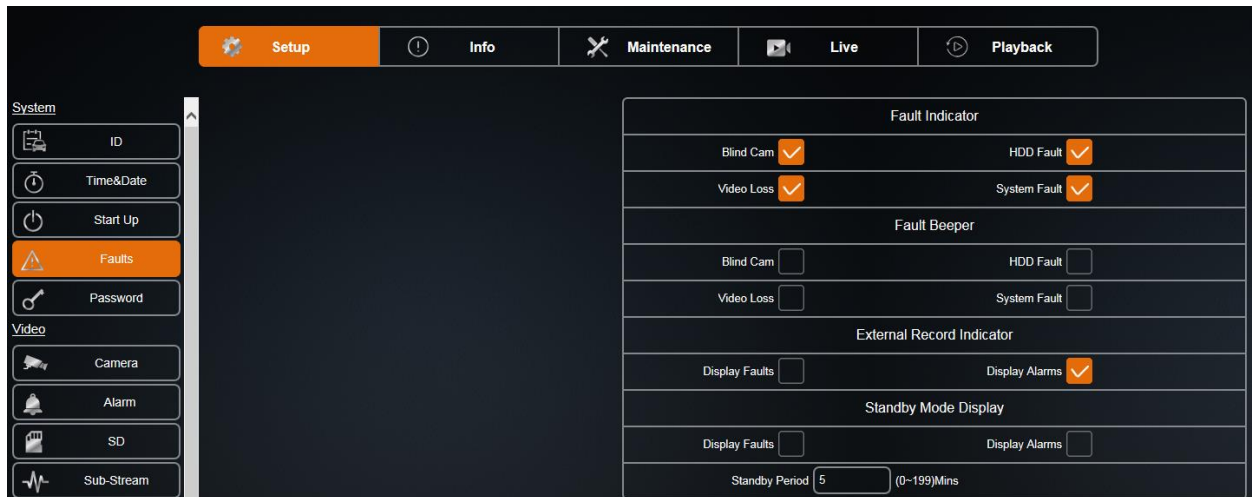 Setup Info Maintenance Live Playback
System
ID
Time&Date
Start Up
Faults
Password
Video
Camera
Alarm
SD
Sub-Stream
Fault Indicator
Blind Cam HDD Fault
Video Loss System Fault
Fault Beeper
Blind Cam HDD Fault
Video Loss System Fault
External Record Indicator
Display Faults Display Alarms
Standby Mode Display
Display Faults Display Alarms
Standby Period 5 (0~199)Mins